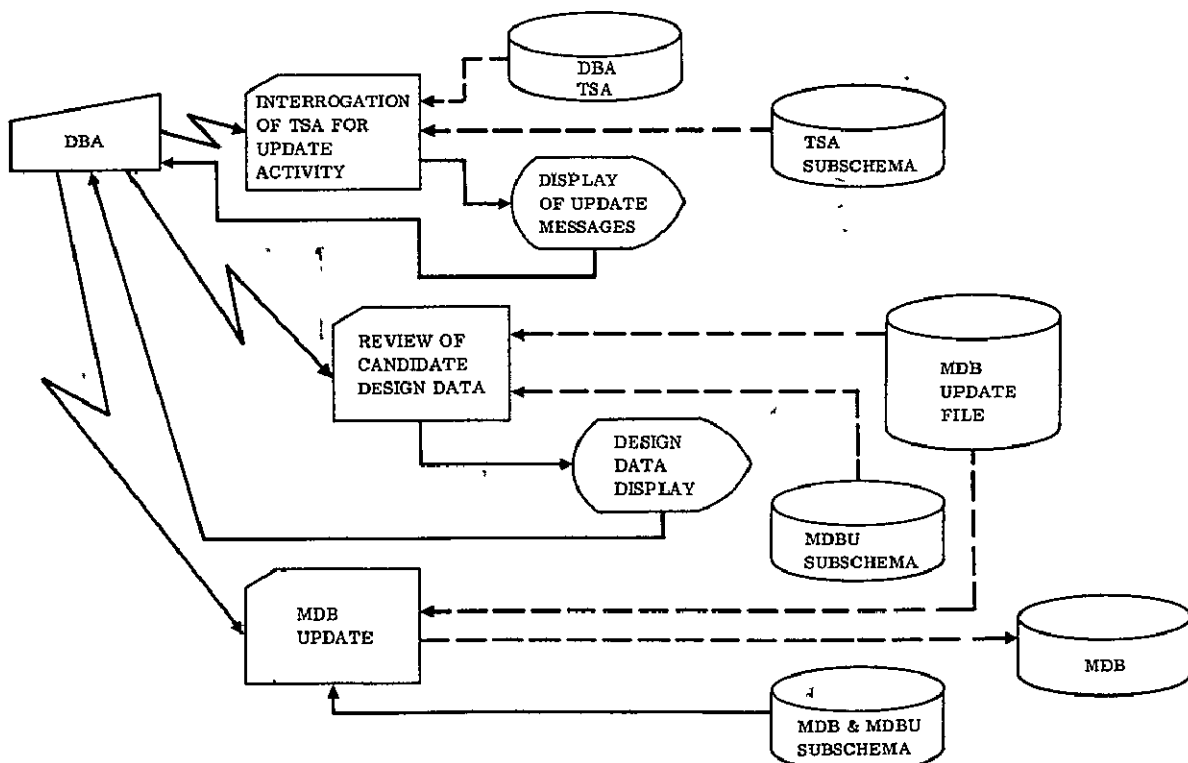 DBA
INTERROGATION
OF TSA FOR
UPDATE
ACTIVITY
DBA
TSA
TSA
SUBSCHEMA
DISPLAY
OF UPDATE
MESSAGES
REVIEW OF
CANDIDATE
DESIGN DATA
MDB
UPDATE
FILE
DESIGN
DATA
DISPLAY
MDBU
SUBSCHEMA
MDB
UPDATE
MDB
MDB & MDBU
SUBSCHEMA